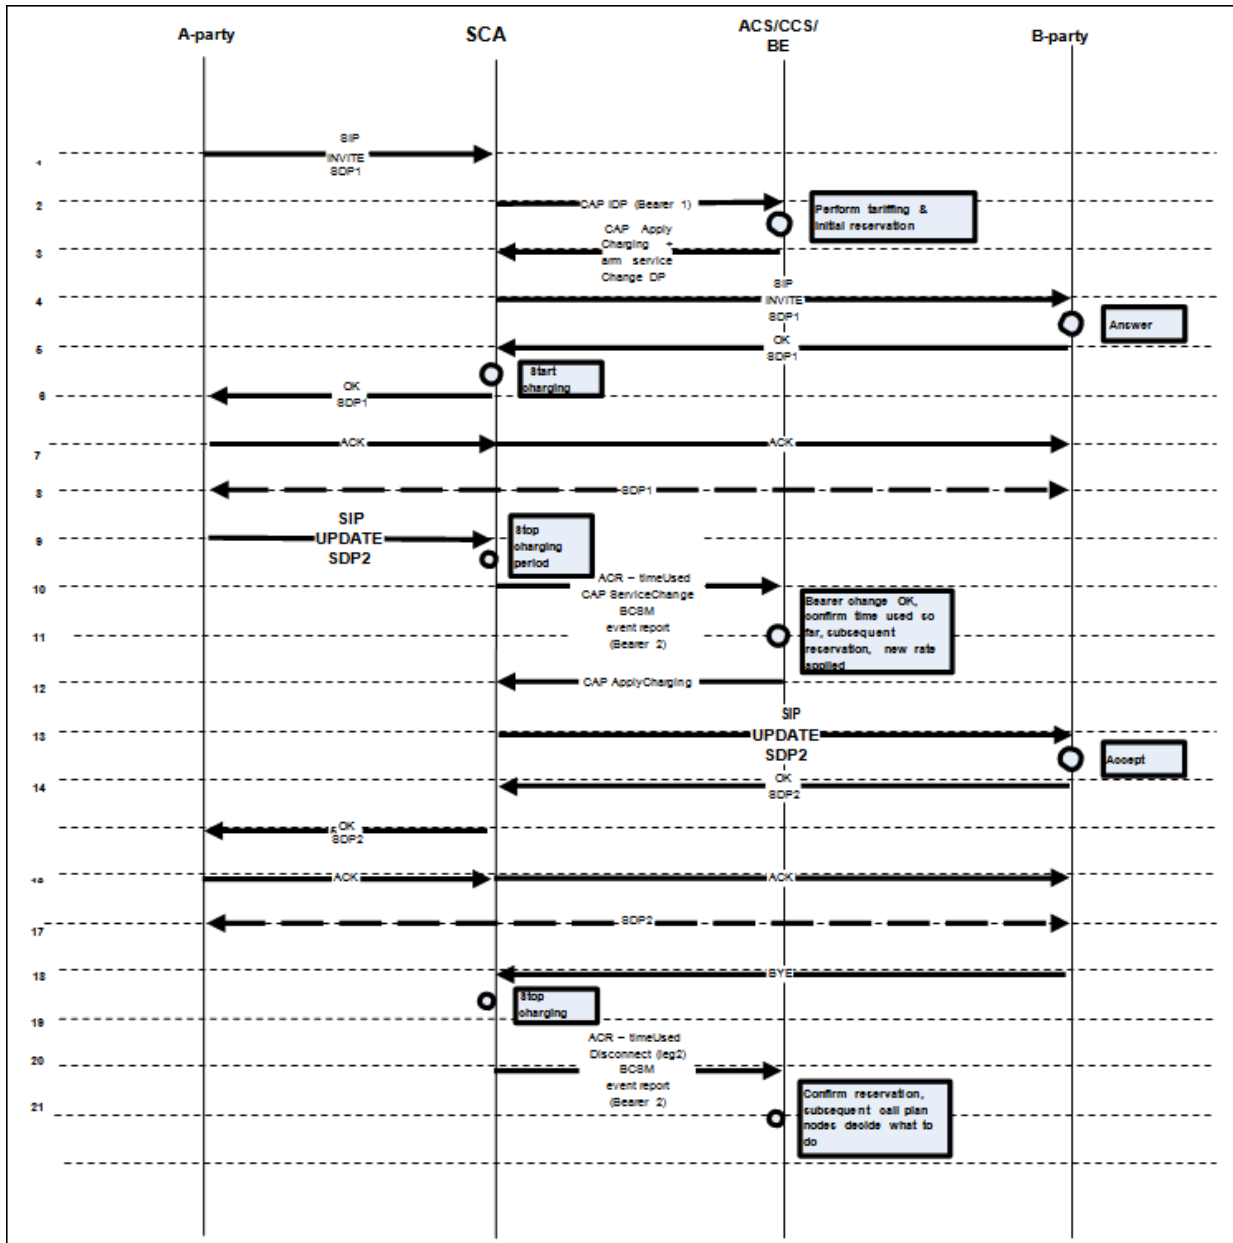 A-party
SCA
ACS/CCS/
BE
B-party
1
SIP
INVITE
SDP1
2
CAP IDP (Bearer 1)
Perform tariffing &
initial reservation
3
CAP Apply
Charging +
arm service
Change DP
4
SIP
INVITE
SDP1
Answer
5
OK
SDP1
Start
charging
6
OK
SDP1
7
ACK
ACK
8
SDP1
9
SIP
UPDATE
SDP2
Stop
charging
period
10
ACR – timeUsed
CAP ServiceChange
BCSM
event report
(Bearer 2)
11
Bearer change OK,
confirm time used so
far, subsequent
reservation, new rate
applied
12
CAP ApplyCharging
13
SIP
UPDATE
SDP2
Accept
14
OK
SDP2
OK
SDP2
ACK
ACK
17
SDP2
18
BYE
Stop
charging
19
20
ACR – timeUsed
Disconnect (leg2)
BCSM
event report
(Bearer 2)
21
Confirm reservation,
subsequent call plan
nodes decide what to
do